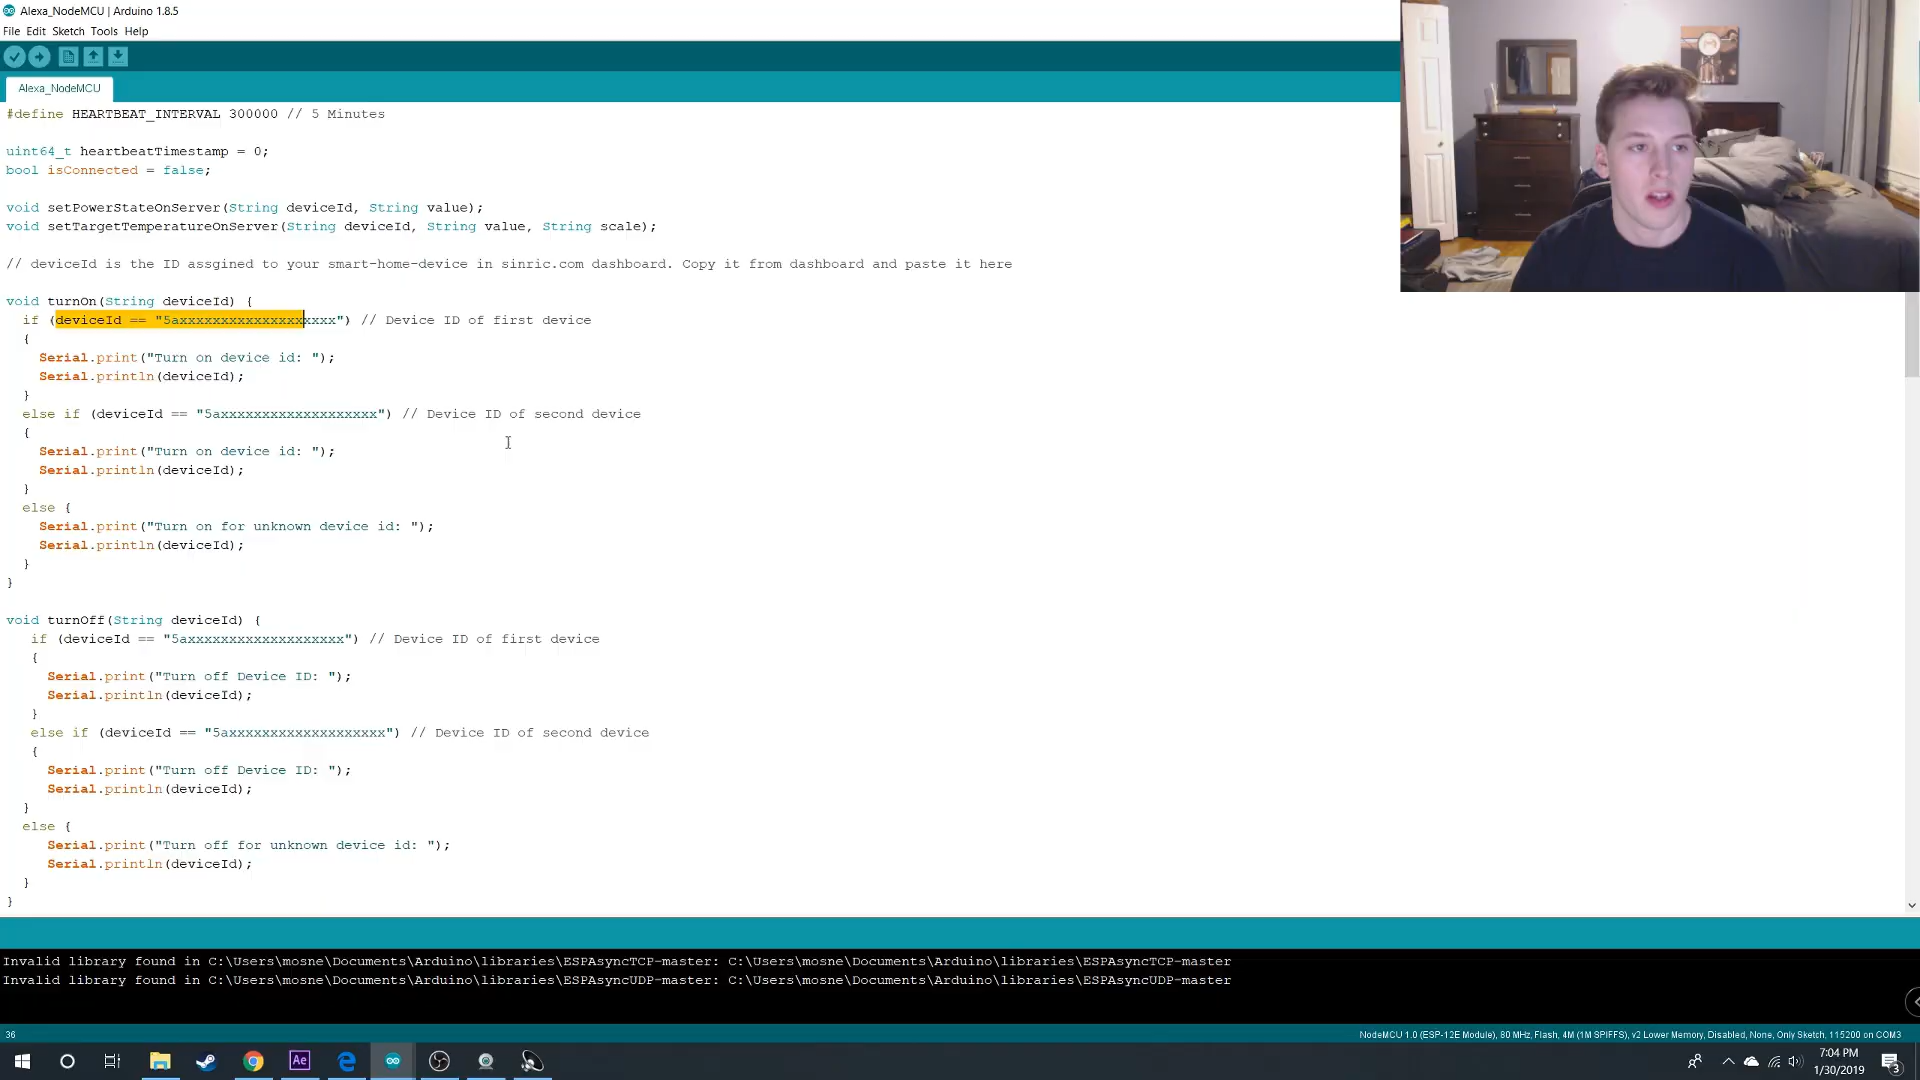 Alexa_NodeMCU | Arduino 1.8.5
File Edit Sketch Tools Help
Alexa_NodeMCU
#define HEARTBEAT_INTERVAL 300000 // 5 Minutes
uint64_t heartbeatTimestamp = 0;
bool isConnected = false;
void setPowerStateOnServer(String deviceId, String value);
void setTargetTemperatureOnServer(String deviceId, String value, String scale);
// deviceId is the ID assgined to your smart-home-device in sinric.com dashboard. Copy it from dashboard and paste it here
void turnOn(String deviceId) {
if (deviceId == "5axxxxxxxxxxxxxxxxxxx") // Device ID of first device
{
Serial.print("Turn on device id: ");
Serial.println(deviceId);
}
else if (deviceId == "5axxxxxxxxxxxxxxxxxxx") // Device ID of second device
{
Serial.print("Turn on device id: ");
Serial.println(deviceId);
}
else {
Serial.print("Turn on for unknown device id: ");
Serial.println(deviceId);
}
}
void turnOff(String deviceId) {
if (deviceId == "5axxxxxxxxxxxxxxxxxxx") // Device ID of first device
{
Serial.print("Turn off Device ID: ");
Serial.println(deviceId);
}
else if (deviceId == "5axxxxxxxxxxxxxxxxxxx") // Device ID of second device
{
Serial.print("Turn off Device ID: ");
Serial.println(deviceId);
}
else {
Serial.print("Turn off for unknown device id: ");
Serial.println(deviceId);
}
}
Invalid library found in C:\Users\mosne\Documents\Arduino\libraries\ESPAsyncTCP-master: C:\Users\mosne\Documents\Arduino\libraries\ESPAsyncTCP-master
Invalid library found in C:\Users\mosne\Documents\Arduino\libraries\ESPAsyncUDP-master: C:\Users\mosne\Documents\Arduino\libraries\ESPAsyncUDP-master
36
NodeMCU 1.0 (ESP-12E Module), 80 MHz, Flash, 4M (1M SPIFFS), v2 Lower Memory, Disabled, None, Only Sketch, 115200 on COM3
Ae
7:04 PM
1/30/2019
3